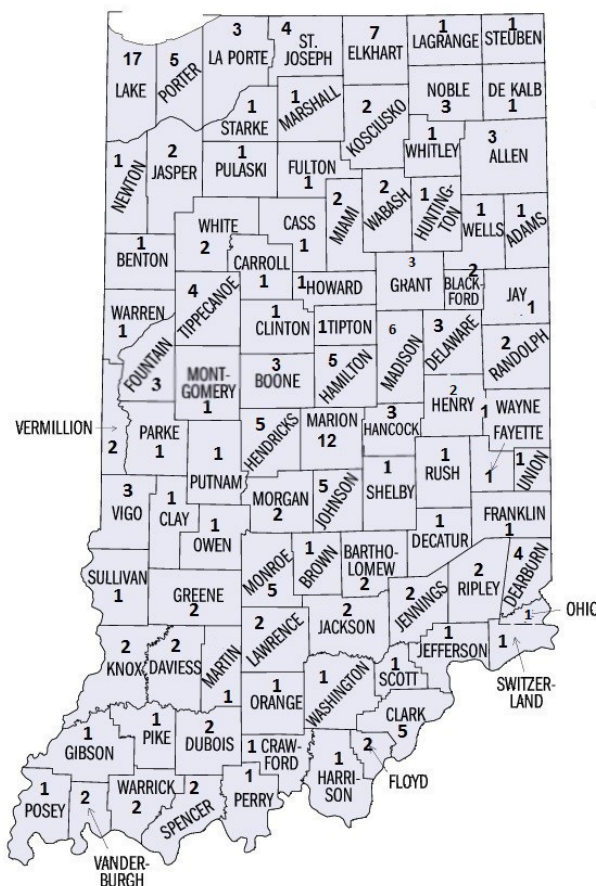 17
LAKE
5
PORTER
3
LA PORTE
4
ST.
JOSEPH
7
ELKHART
1
LAGRANGE
1
STEUBEN
NOBLE
3
DE KALB
1
1
STARKE
1
MARSHALL
2
KOSCIUSKO
1
WHITLEY
3
ALLEN
1
NEWTON
2
JASPER
1
PULASKI
FULTON
1
2
MIAMI
2
WABASH
1
HUNTING-
TON
1
WELLS
1
ADAMS
WHITE
2
CASS
1
1
BENTON
CARROLL
1
1
HOWARD
3
GRANT
2
BLACK-
FORD
JAY
1
WARREN
1
4
TIPPECANOE
1
CLINTON
1 TIPTON
6
MADISON
3
DELAWARE
2
RANDOLPH
FOUNTAIN
3
MONT-
GOMERY
1
3
BOONE
5
HAMILTON
2
HENRY
1
WAYNE
VERMILLION
2
PARKE
1
1
PUTNAM
5
HENDRICKS
MARION
12
3
HANCOCK
FAYETTE
1
1
UNION
1
RUSH
1
SHELBY
3
VIGO
1
CLAY
1
OWEN
MORGAN
2
5
JOHNSON
FRANKLIN
1
1
DECATUR
SULLIVAN
1
GREENE
2
MONROE
5
1
BROWN
BARTHO-
LOMEW
2
2
JENNINGS
2
RIPLEY
4
DEARBURN
1
OHIO
2
KNOX
2
DAVIESS
MARTIN
1
2
LAWRENCE
2
JACKSON
1
JEFFERSON
1
SWITZER-
LAND
1
ORANGE
1
WASHINGTON
1
SCOTT
CLARK
5
1
GIBSON
1
PIKE
2
DUBOIS
1
CRAW-
FORD
1
HARRI-
SON
2
FLOYD
1
POSEY
2
VANDER-
BURGH
WARRICK
2
2
SPENCER
1
PERRY